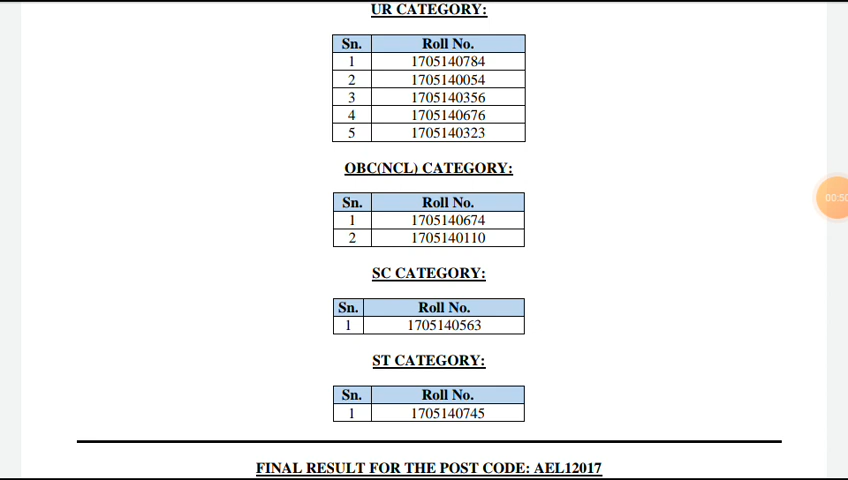 UR CATEGORY:
Sn. Roll No.
1 1705140784
2 1705140054
3 1705140356
4 1705140676
5 1705140323
OBC(NCL) CATEGORY:
Sn. Roll No.
1 1705140674
2 1705140110
SC CATEGORY:
Sn. Roll No.
1 1705140563
ST CATEGORY:
Sn. Roll No.
1 1705140745
FINAL RESULT FOR THE POST CODE: AEL12017
00:50